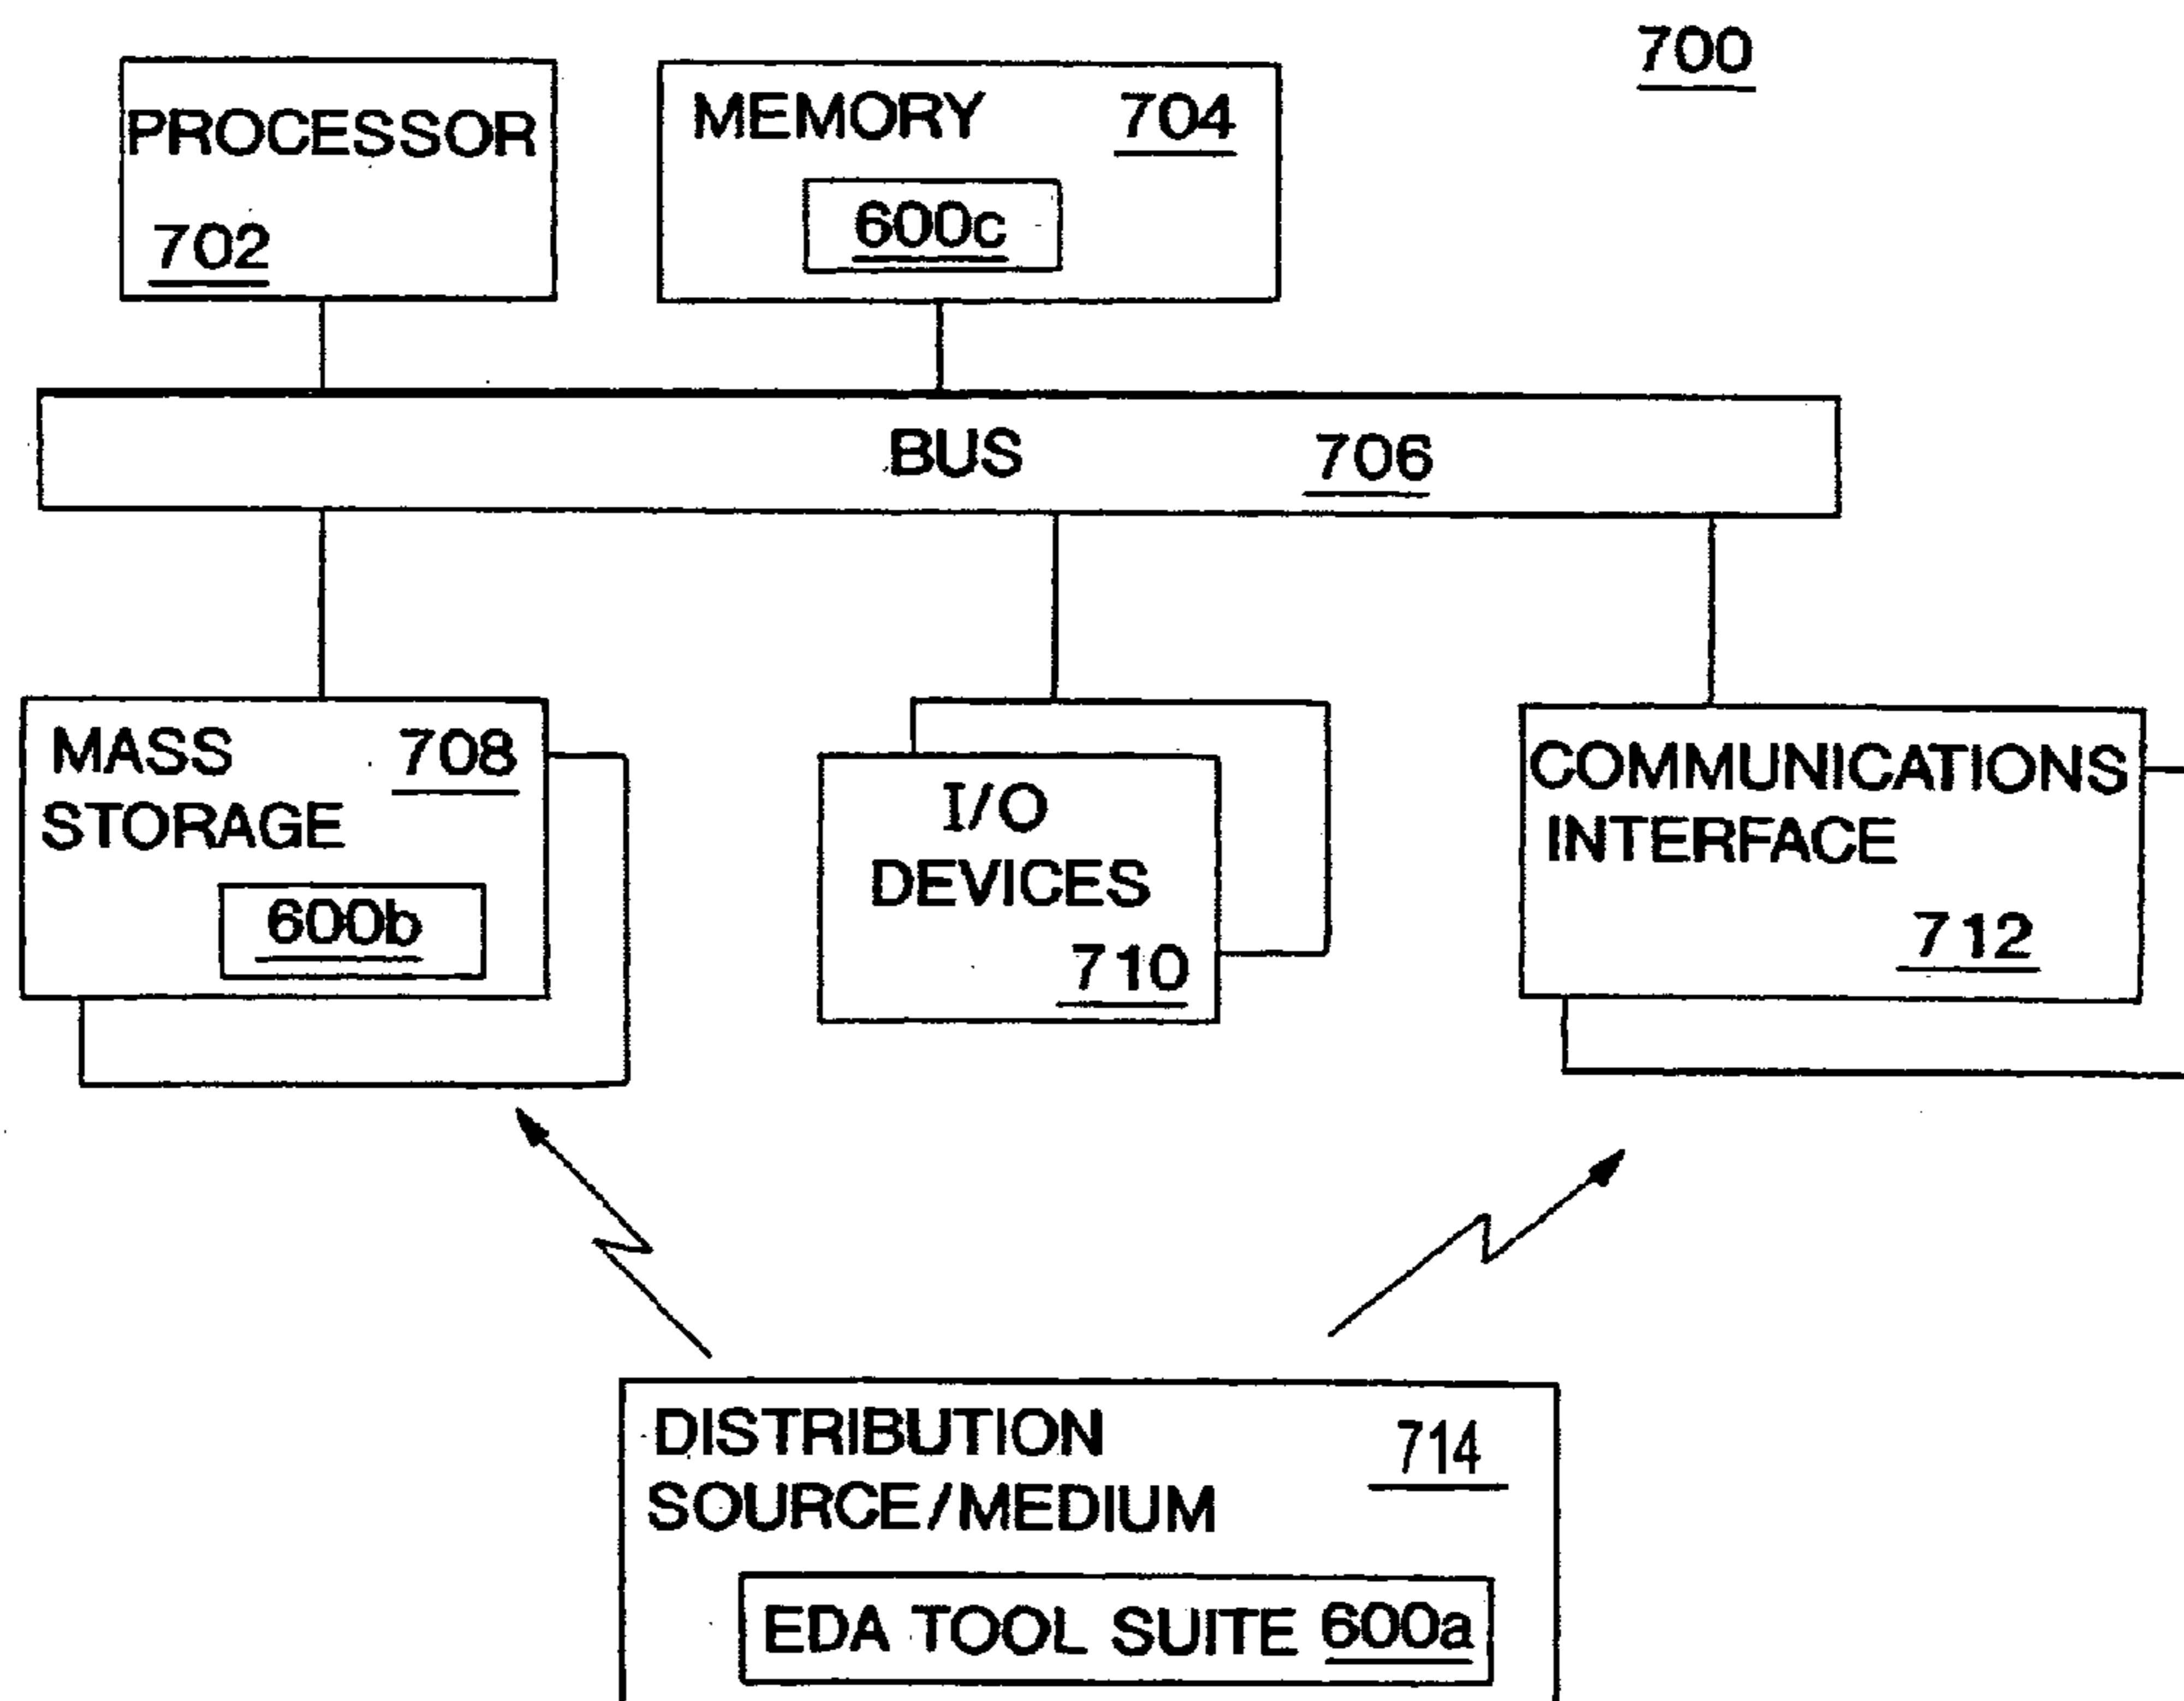 700
PROCESSOR
702
MEMORY 704
600c
BUS 706
MASS 708
STORAGE
600b
I/O
DEVICES
710
COMMUNICATIONS
INTERFACE
712
DISTRIBUTION 714
SOURCE/MEDIUM
EDA TOOL SUITE 600a